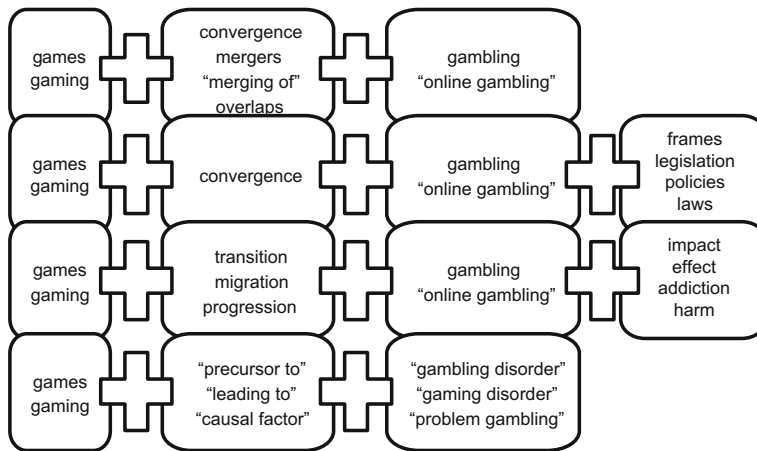 games
gaming
convergence
mergers
“merging of”
overlaps
gambling
“online gambling”
games
gaming
convergence
gambling
“online gambling”
frames
legislation
policies
laws
games
gaming
transition
migration
progression
gambling
“online gambling”
impact
effect
addiction
harm
games
gaming
“precursor to”
“leading to”
“causal factor”
“gambling disorder”
“gaming disorder”
“problem gambling”